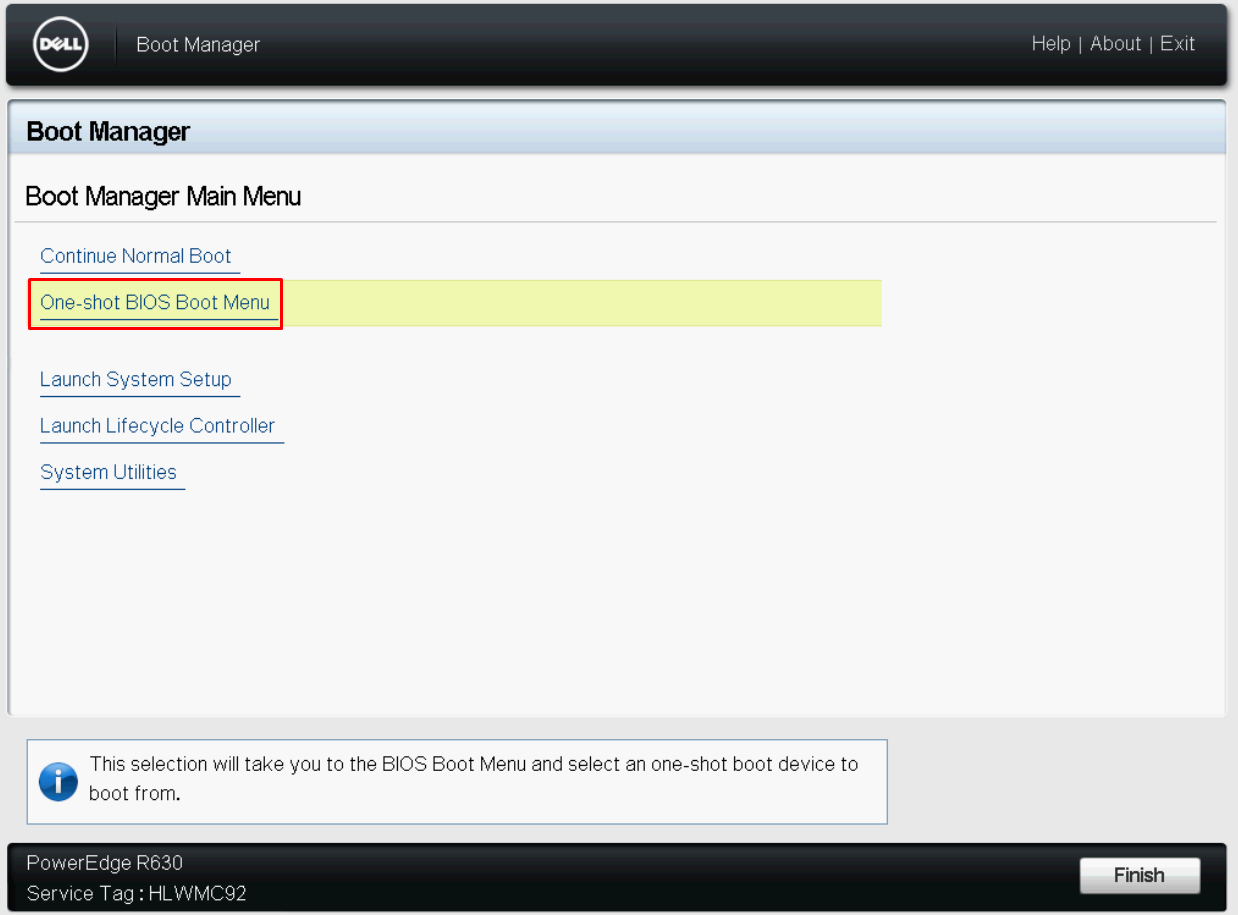 DELL
Boot Manager
Help | About | Exit
Boot Manager
Boot Manager Main Menu
Continue Normal Boot
One-shot BIOS Boot Menu
Launch System Setup
Launch Lifecycle Controller
System Utilities
This selection will take you to the BIOS Boot Menu and select an one-shot boot device to
boot from.
PowerEdge R630
Service Tag : HLWMC92
Finish